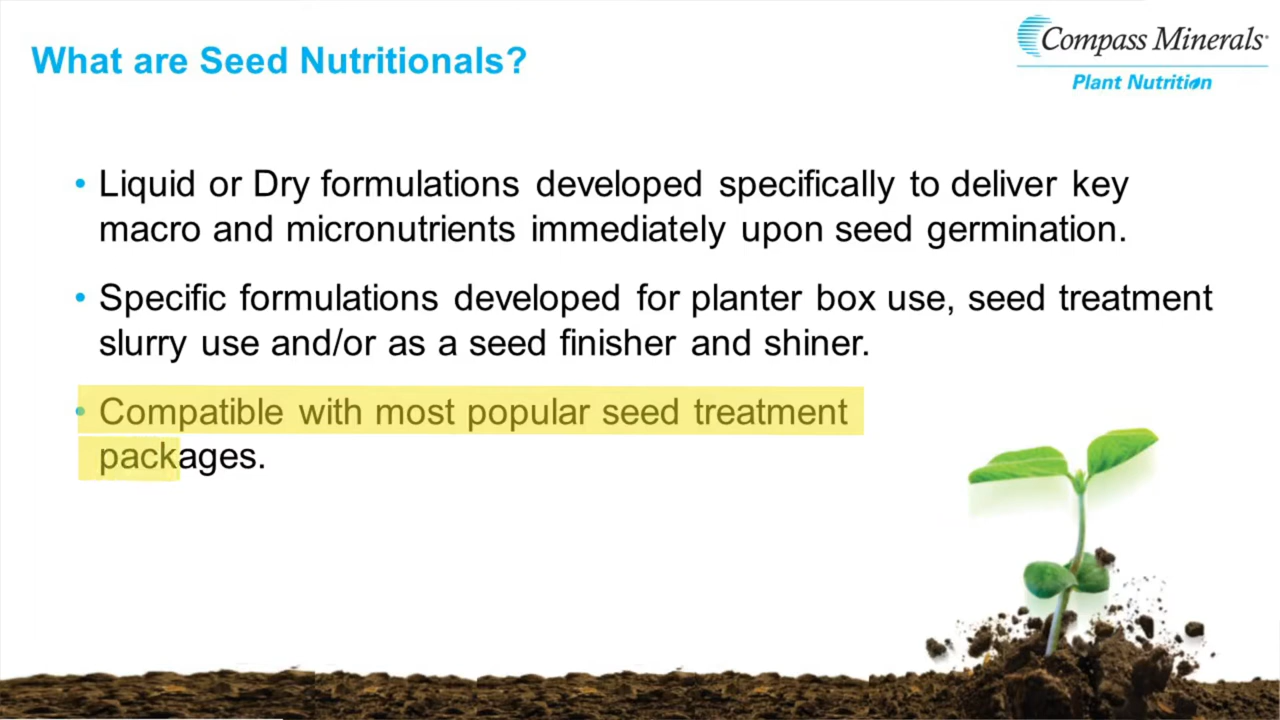 What are Seed Nutritionals?
Compass Minerals
Plant Nutrition
• Liquid or Dry formulations developed specifically to deliver key
macro and micronutrients immediately upon seed germination.
• Specific formulations developed for planter box use, seed treatment
slurry use and/or as a seed finisher and shiner.
• Compatible with most popular seed treatment
packages.